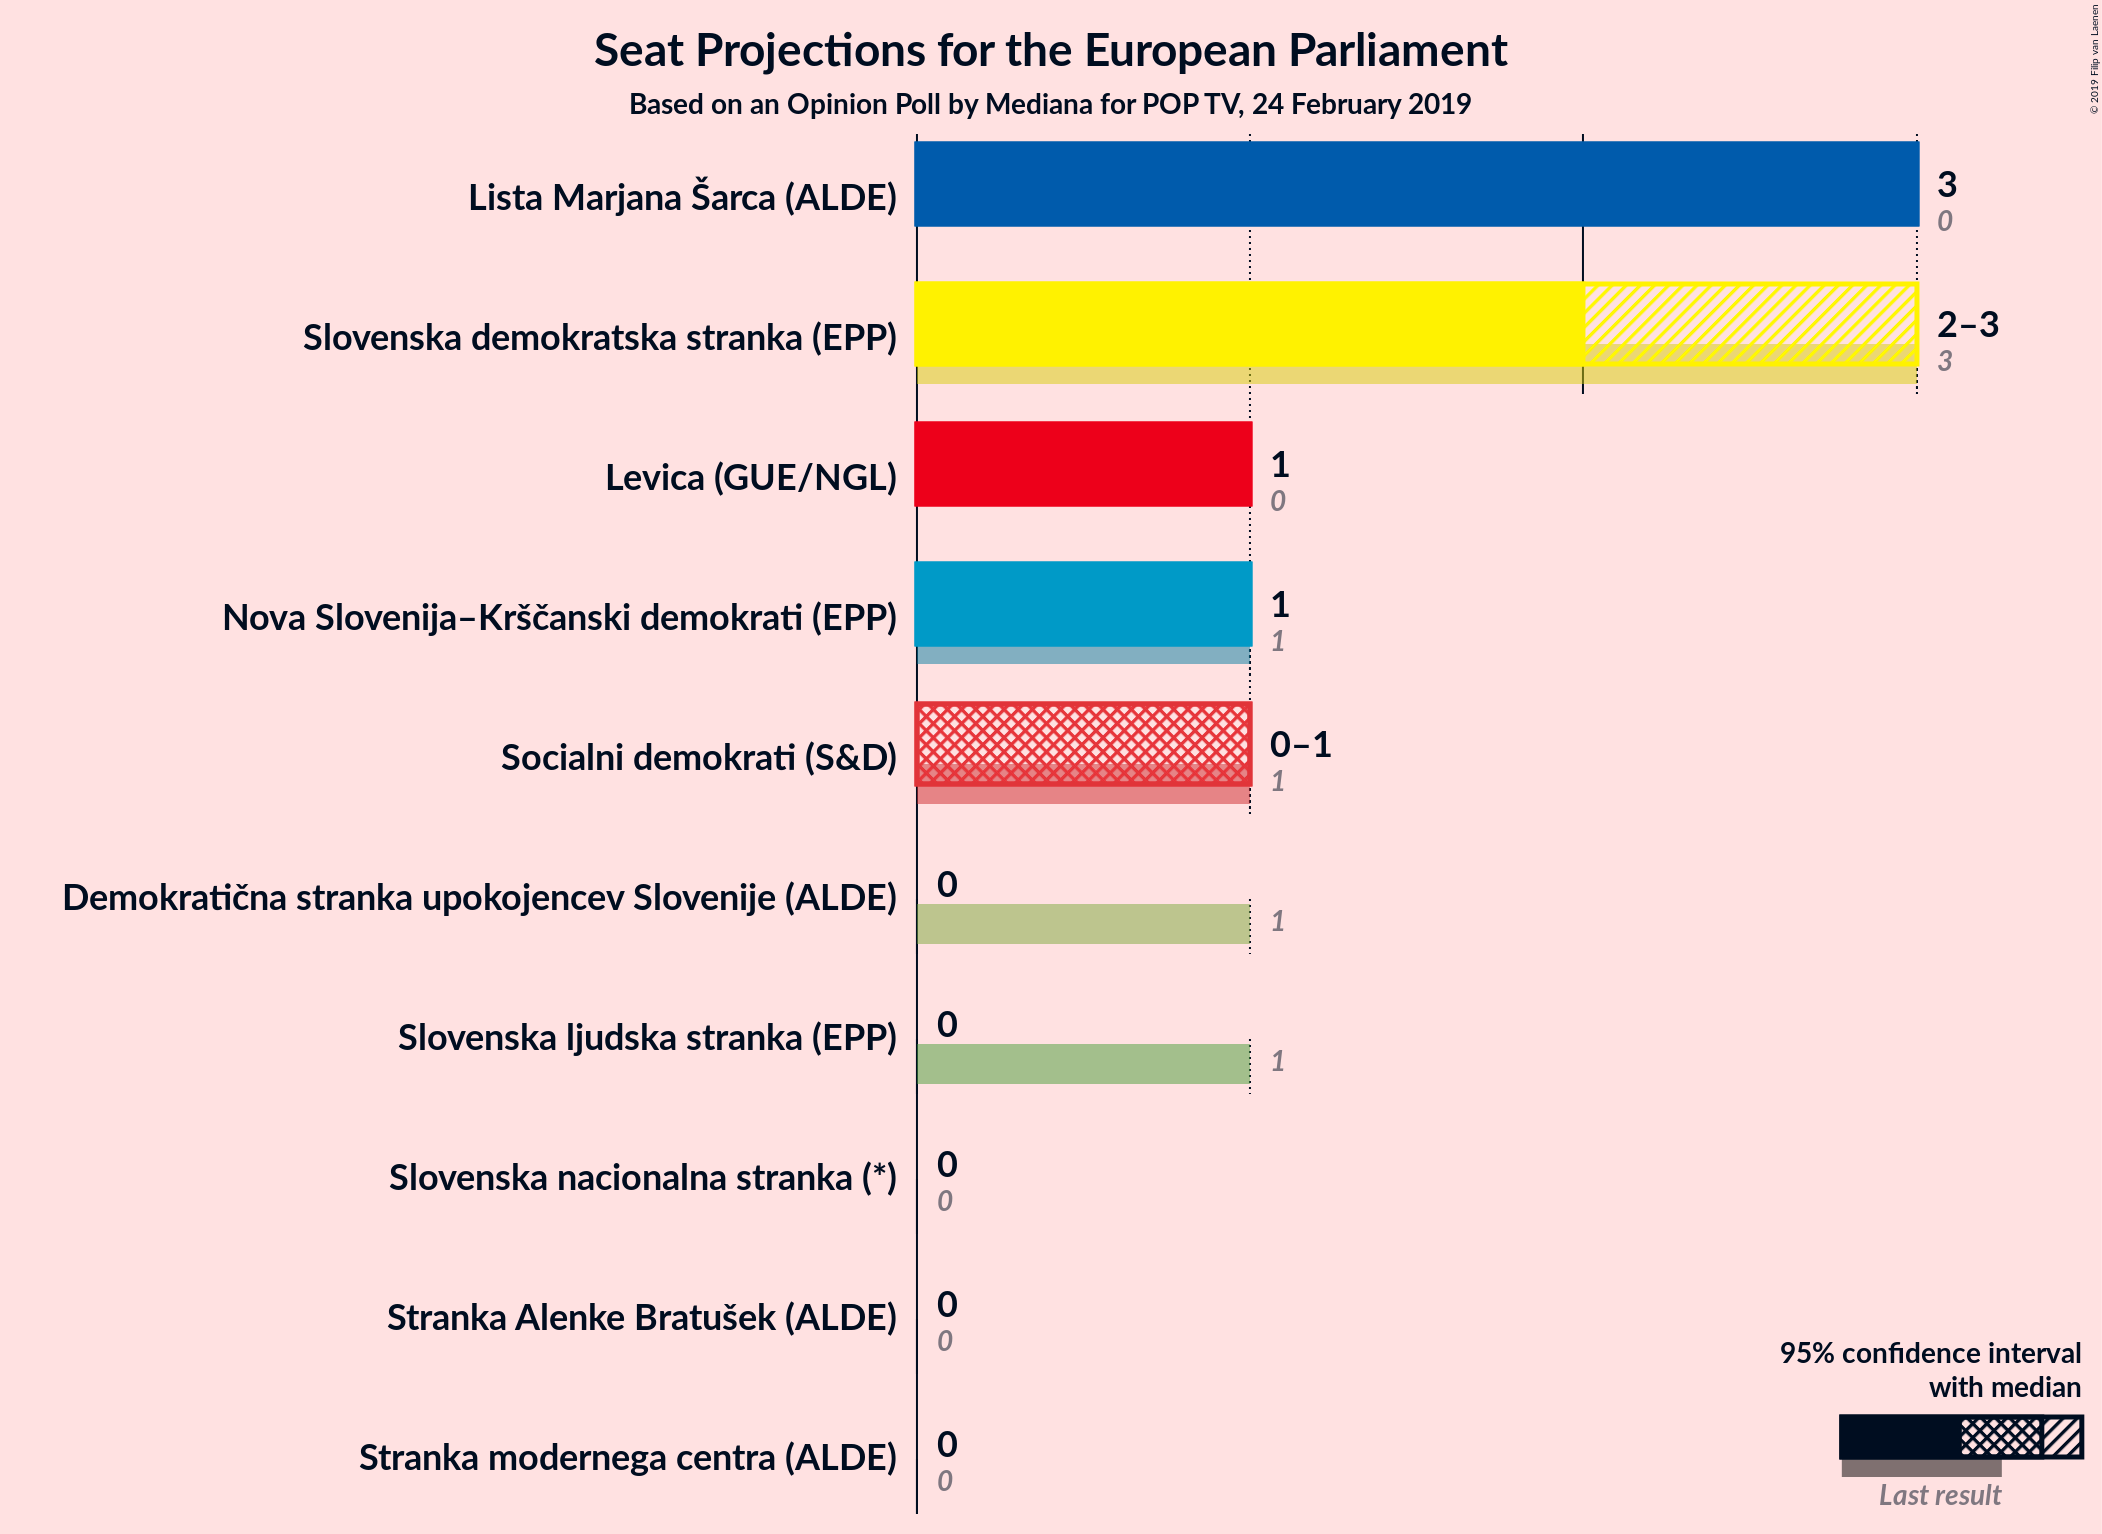 Seat Projections for the European Parliament
Based on an Opinion Poll by Mediana for POP TV, 24 February 2019
© 2019 Filip van Laenen
Lista Marjana Šarca (ALDE)
3
0
Slovenska demokratska stranka (EPP)
2–3
3
Levica (GUE/NGL)
1
0
Nova Slovenija–Krščanski demokrati (EPP)
1
1
Socialni demokrati (S&D)
0–1
1
Demokratična stranka upokojencev Slovenije (ALDE)
0
1
Slovenska ljudska stranka (EPP)
0
1
Slovenska nacionalna stranka (*)
0
0
Stranka Alenke Bratušek (ALDE)
0
0
Stranka modernega centra (ALDE)
0
0
95% confidence interval
with median
Last result